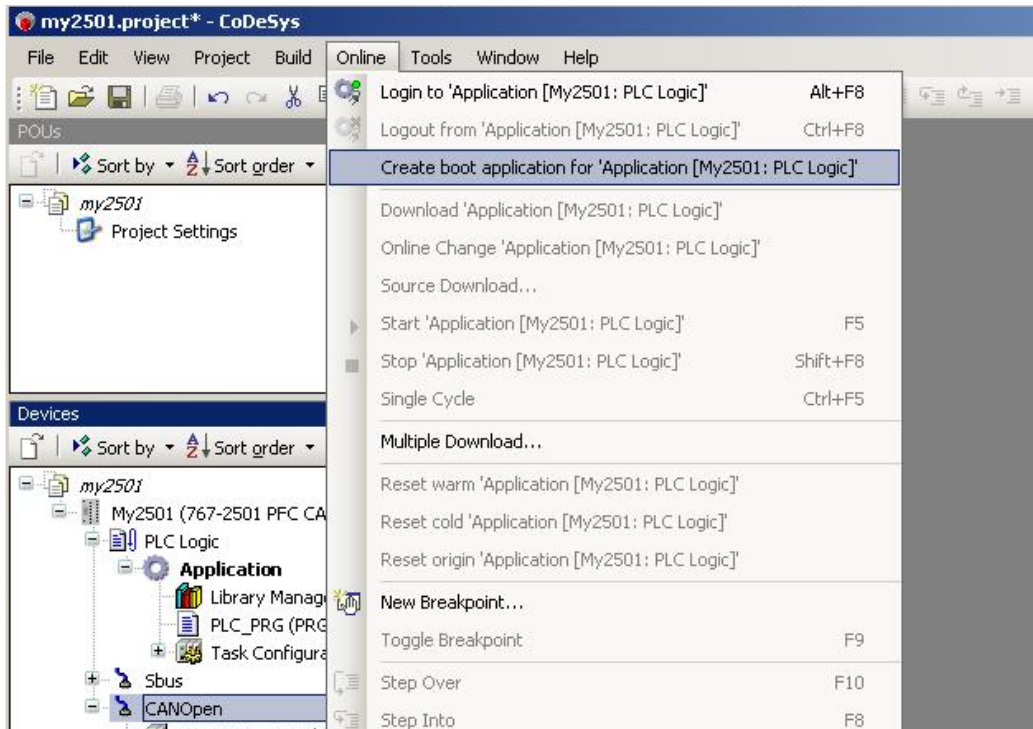 my2501.project* - CoDeSys
File Edit View Project Build Online Tools Window Help
POUs
Sort by Sort order
my2501
Project Settings
Devices
Sort by Sort order
my2501
My2501 (767-2501 PFC CA
PLC Logic
Application
Library Manag
PLC_PRG (PRG
Task Configura
Sbus
CANOpen
Login to 'Application [My2501: PLC Logic]' Alt+F8
Logout from 'Application [My2501: PLC Logic]' Ctrl+F8
Create boot application for 'Application [My2501: PLC Logic]'
Download 'Application [My2501: PLC Logic]'
Online Change 'Application [My2501: PLC Logic]'
Source Download...
Start 'Application [My2501: PLC Logic]' F5
Stop 'Application [My2501: PLC Logic]' Shift+F8
Single Cycle Ctrl+F5
Multiple Download...
Reset warm 'Application [My2501: PLC Logic]'
Reset cold 'Application [My2501: PLC Logic]'
Reset origin 'Application [My2501: PLC Logic]'
New Breakpoint...
Toggle Breakpoint F9
Step Over F10
Step Into F8